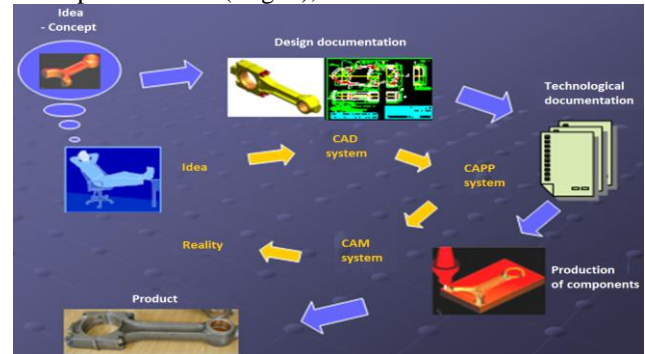 Idea
- Concept
Design documentation
Technological
documentation
CAD
system
Idea
CAPP
system
Reality
CAM
system
Production
of components
Product